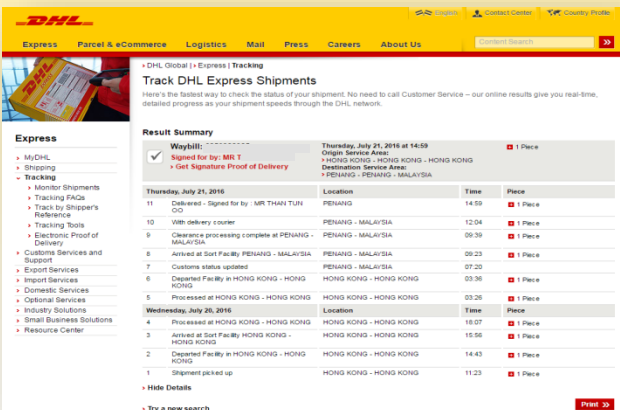 DHL
English Contact Center Country Profile
Express Parcel & eCommerce Logistics Mail Press Careers About Us Content Search
DHL Global | Express | Tracking
Track DHL Express Shipments
Here's the fastest way to check the status of your shipment. No need to call Customer Service – our online results give you real-time,
detailed progress as your shipment speeds through the DHL network.
Express
MyDHL
Shipping
Tracking
Monitor Shipments
Tracking FAQs
Track by Shipper's
Reference
Tracking Tools
Electronic Proof of
Delivery
Customs Services and
Support
Export Services
Import Services
Domestic Services
Optional Services
Industry Solutions
Small Business Solutions
Resource Center
Result Summary
Waybill:
Signed for by: MR T
Get Signature Proof of Delivery
Thursday, July 21, 2016 at 14:59
Origin Service Area:
HONG KONG - HONG KONG - HONG KONG
Destination Service Area:
PENANG - PENANG - MALAYSIA
1 Piece
Thursday, July 21, 2016 Location Time Piece
11 Delivered - Signed for by : MR THAN TUN PENANG 14:59 1 Piece
OO
10 With delivery courier PENANG - MALAYSIA 12:04 1 Piece
9 Clearance processing complete at PENANG - PENANG - MALAYSIA 09:39 1 Piece
MALAYSIA
8 Arrived at Sort Facility PENANG - MALAYSIA PENANG - MALAYSIA 09:23 1 Piece
7 Customs status updated PENANG - MALAYSIA 07:20
6 Departed Facility in HONG KONG - HONG HONG KONG - HONG KONG 03:36 1 Piece
KONG
5 Processed at HONG KONG - HONG KONG HONG KONG - HONG KONG 03:26 1 Piece
Wednesday, July 20, 2016 Location Time Piece
4 Processed at HONG KONG - HONG KONG HONG KONG - HONG KONG 16:07 1 Piece
3 Arrived at Sort Facility HONG KONG - HONG KONG - HONG KONG 15:56 1 Piece
HONG KONG
2 Departed Facility in HONG KONG - HONG HONG KONG - HONG KONG 14:43 1 Piece
KONG
1 Shipment picked up HONG KONG - HONG KONG 11:23 1 Piece
Hide Details
Try a new search
Print